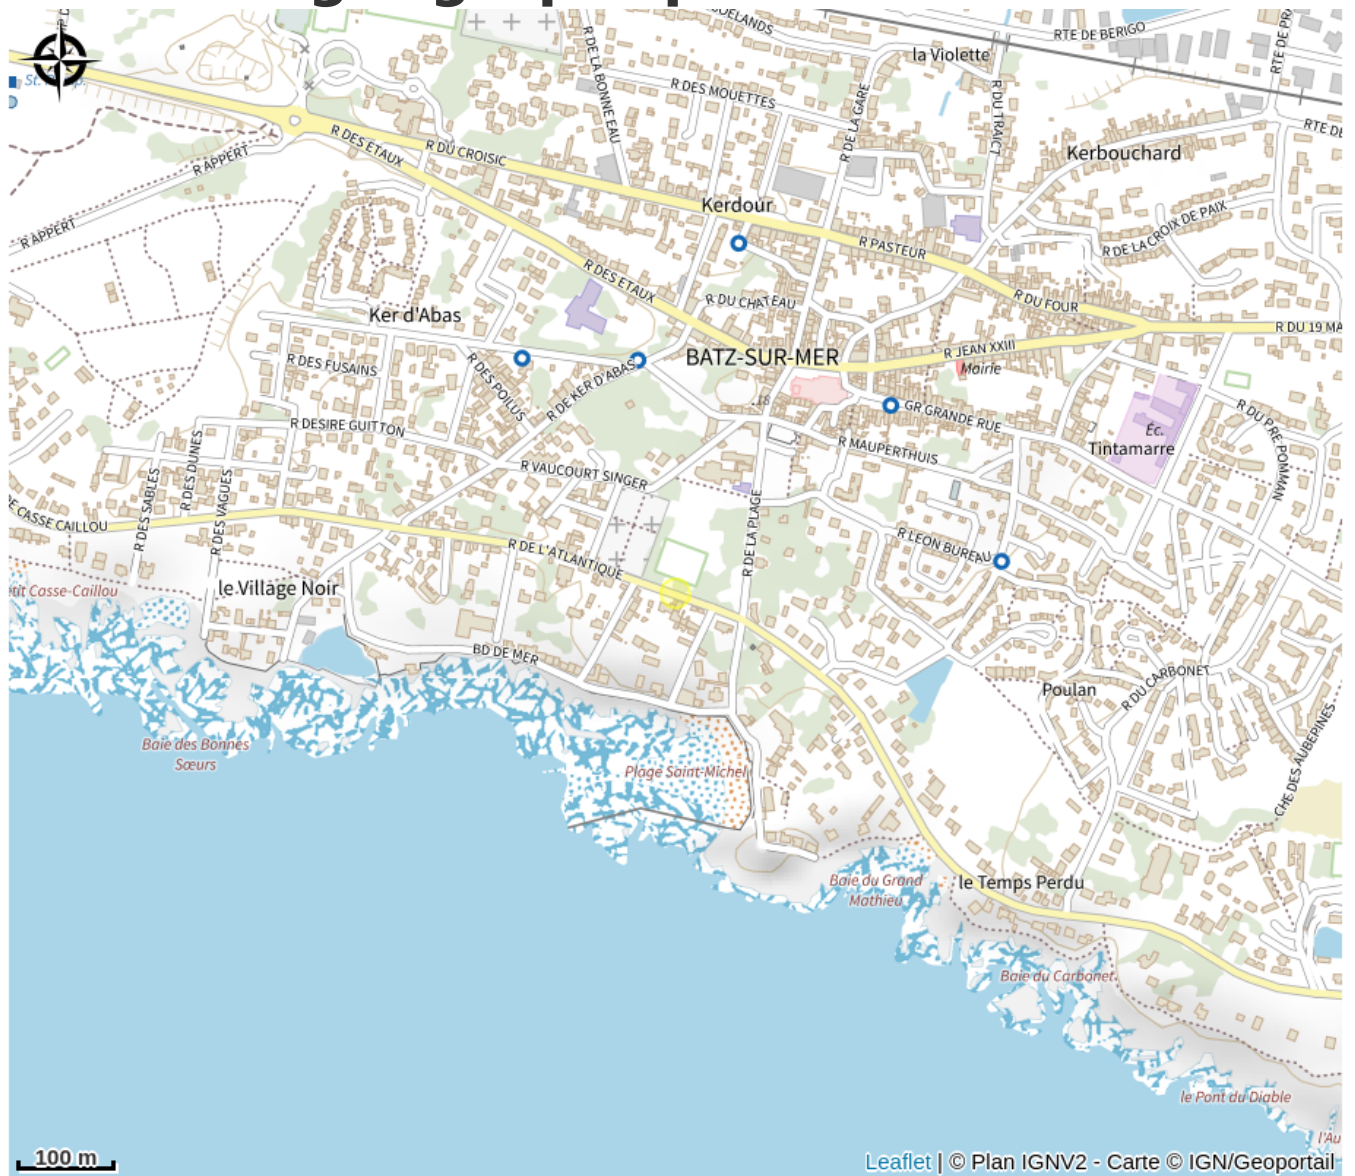 RTE DE BERIGO
la Violette
R DE LA BONNE EAU
R DES MOUETTES
R DE LA GARE
R DU TRAICT
R DES ETAUX
R DU CROISIC
R APPERT
Kerbouchard
Kerdour
R APPERT
R PASTEUR
R DE LA CROIX DE PAIX
R DES ETAUX
R DU CHATEAU
R DU FOUR
Ker d'Abas
R DU 19 MA
R JEAN XXIII
BATZ-SUR-MER
Mairie
R DES FUSAINS
R DES POILUS
R DE KER D'ABAS
.18
GR GRANDE RUE
R DU PRE POMMAN
R DESIRE GUITTON
Éc.
Tintamarre
R MAUPERTHUIS
R VAUCOURT SINGER
R DES DUNES
R DES SABLES
R DES VAGUES
E CASSE CAILLOU
R DE LA PLAGE
R LEON BUREAU
R DE L'ATLANTIQUE
etit Casse-Caillou
le Village Noir
BD DE MER
Poulan
R DU CARBONET
CHE DES AUBEPINES
Baie des Bonnes
Sœurs
Plage Saint-Michel
Baie du Grand
Mathieu
le Temps Perdu
Baie du Carbonet
le Pont du Diable
l'Au
100 m
Leaflet | © Plan IGNV2 - Carte © IGN/Geoportail